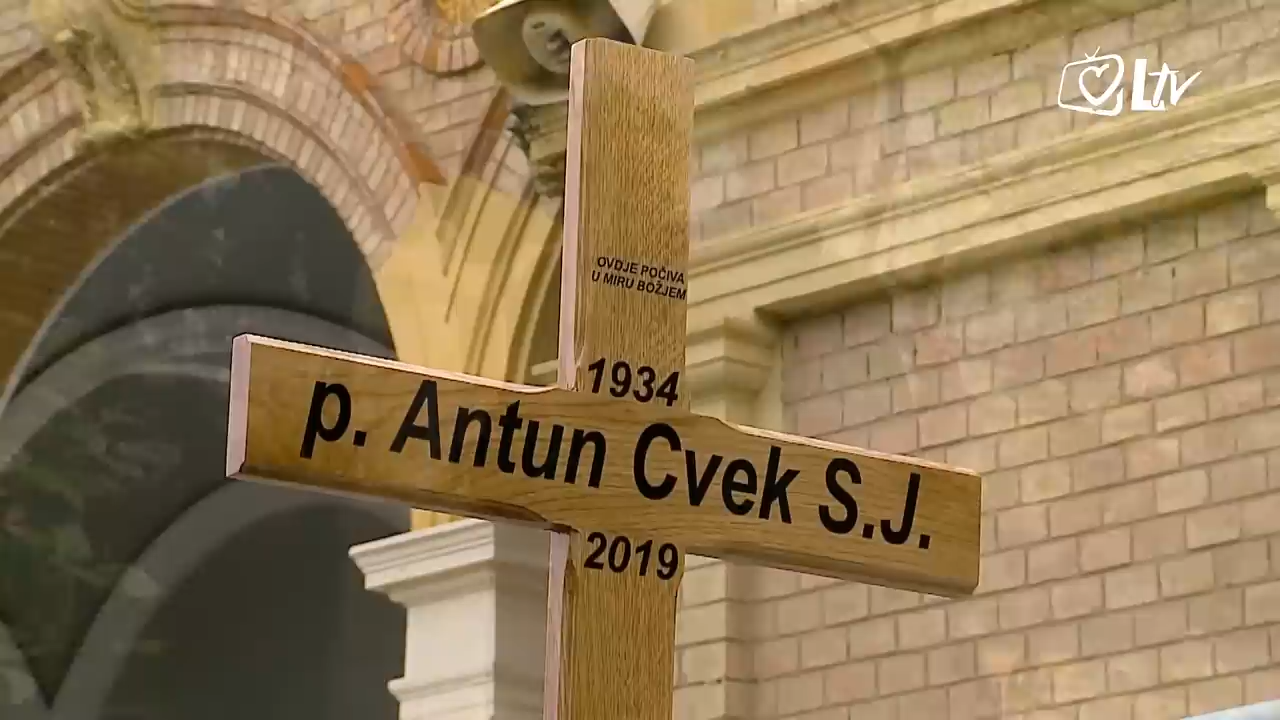 Ltv
OVDJE POČIVA
U MIRU BOŽJEM
1934
p. Antun Cvek S.J.
2019